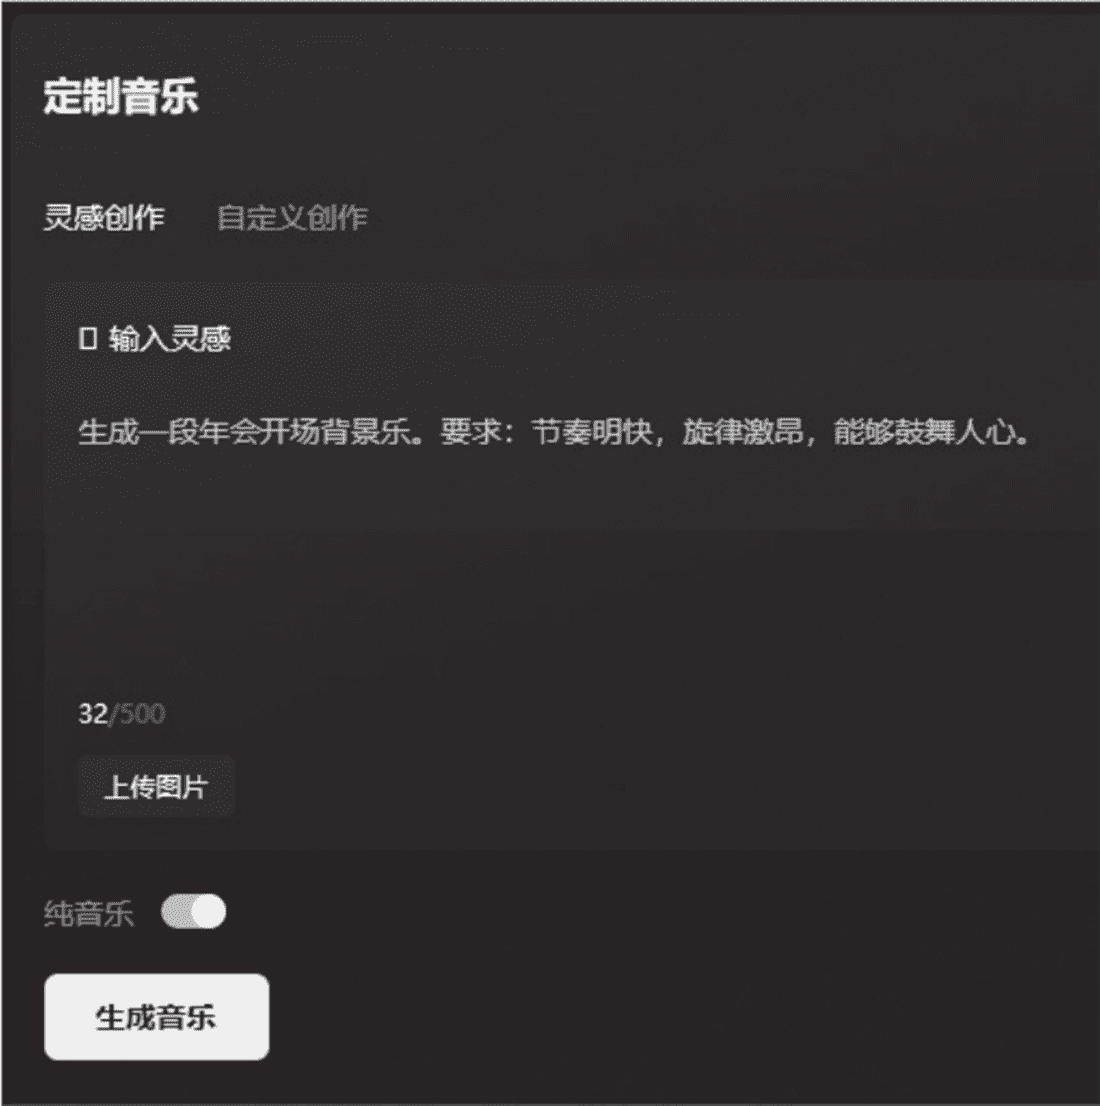 定制音乐
灵感创作 自定义创作
输入灵感
生成一段年会开场背景乐。要求：节奏明快，旋律激昂，能够鼓舞人心。
32/500
上传图片
纯音乐
生成音乐